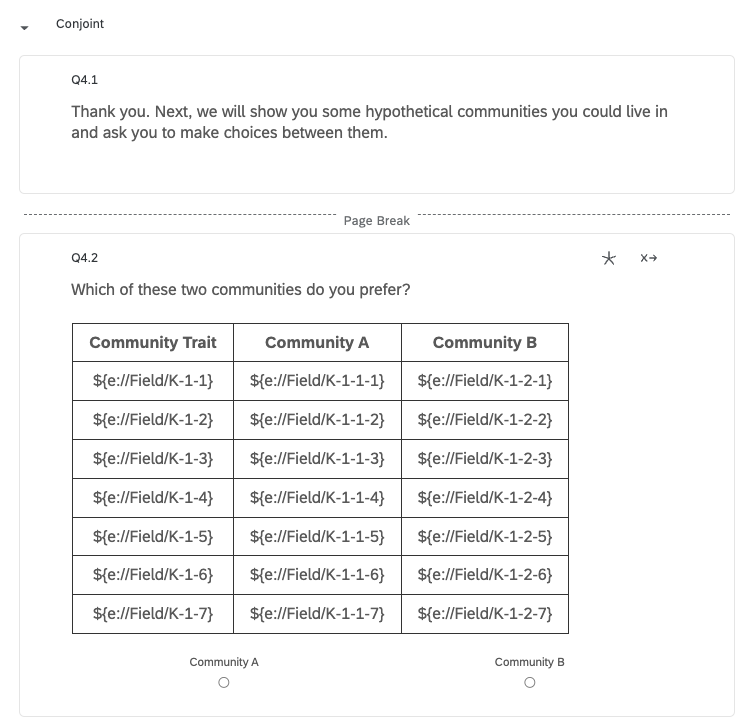 Conjoint
Q4.1
Thank you. Next, we will show you some hypothetical communities you could live in
and ask you to make choices between them.
Page Break
Q4.2
X→
Which of these two communities do you prefer?
Community Trait Community A Community B
${e://Field/K-1-1} ${e://Field/K-1-1-1} ${e://Field/K-1-2-1}
${e://Field/K-1-2} ${e://Field/K-1-1-2} ${e://Field/K-1-2-2}
${e://Field/K-1-3} ${e://Field/K-1-1-3} ${e://Field/K-1-2-3}
${e://Field/K-1-4} ${e://Field/K-1-1-4} ${e://Field/K-1-2-4}
${e://Field/K-1-5} ${e://Field/K-1-1-5} ${e://Field/K-1-2-5}
${e://Field/K-1-6} ${e://Field/K-1-1-6} ${e://Field/K-1-2-6}
${e://Field/K-1-7} ${e://Field/K-1-1-7} ${e://Field/K-1-2-7}
Community A Community B